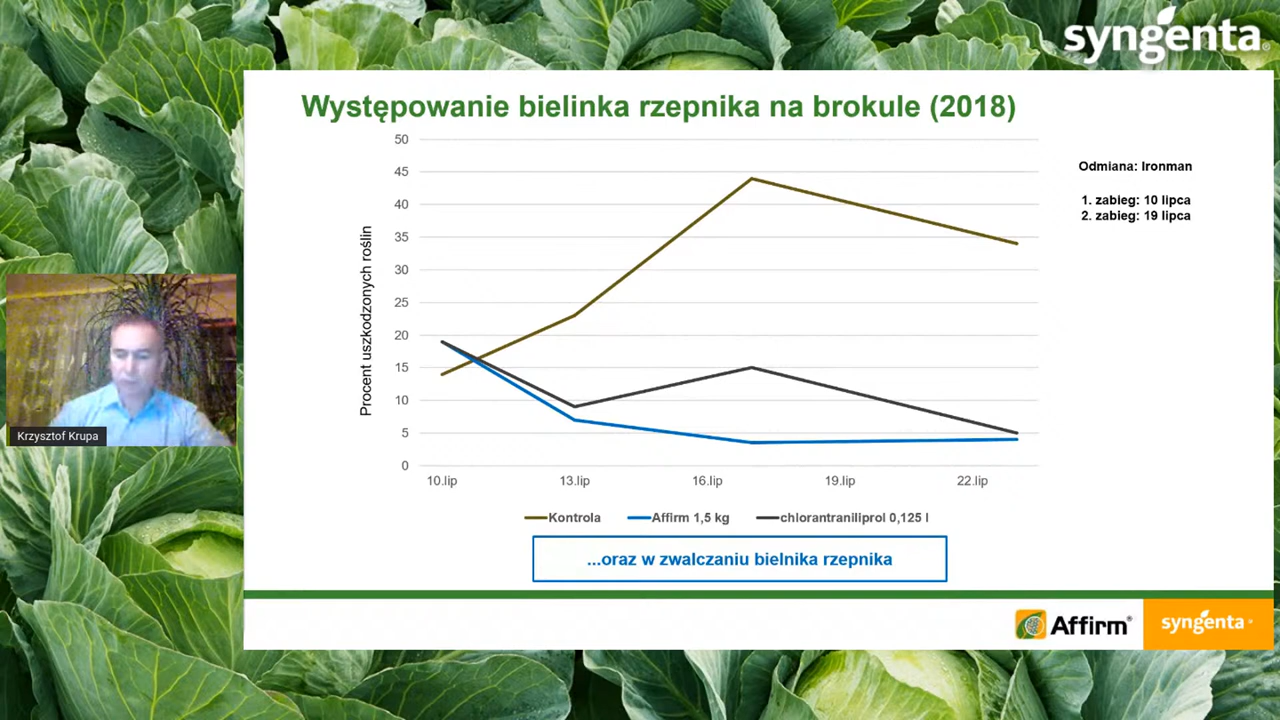 syngenta
Występowanie bielinka rzepnika na brokule (2018)
50
45
40
35
30
25
20
15
10
5
0
Procent uszkodzonych roślin
10.lip 13.lip 16.lip 19.lip 22.lip
Kontrola Affirm 1,5 kg chlorantraniliprol 0,125 l
Odmiana: Ironman
1. zabieg: 10 lipca
2. zabieg: 19 lipca
...oraz w zwalczaniu bielnika rzepnika
Krzysztof Krupa
Affirm® syngenta